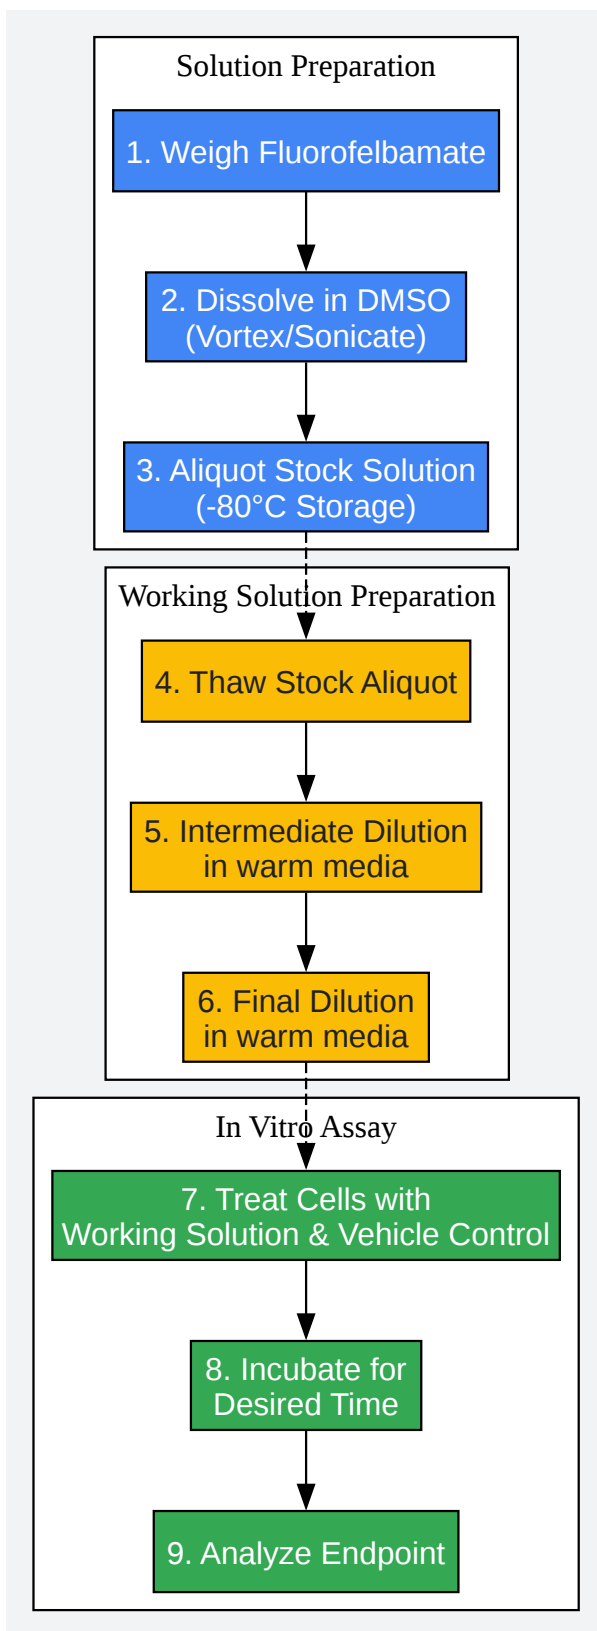 Solution Preparation
1. Weigh Fluorofelbamate
2. Dissolve in DMSO
(Vortex/Sonicate)
3. Aliquot Stock Solution
(-80°C Storage)
Working Solution Preparation
4. Thaw Stock Aliquot
5. Intermediate Dilution
in warm media
6. Final Dilution
in warm media
In Vitro Assay
7. Treat Cells with
Working Solution & Vehicle Control
8. Incubate for
Desired Time
9. Analyze Endpoint